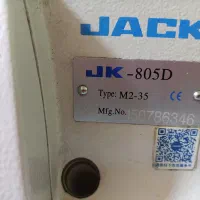 JACK
JK-805D
Type: M2-35 CE
Mfg.No.